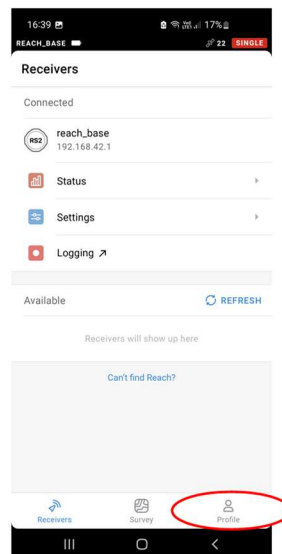 16:39 17%
REACH_BASE 22 SINGLE
Receivers
Connected
RS2 reach_base
192.168.42.1
Status
Settings
Logging
Available REFRESH
Receivers will show up here
Can't find Reach?
Receivers Survey Profile